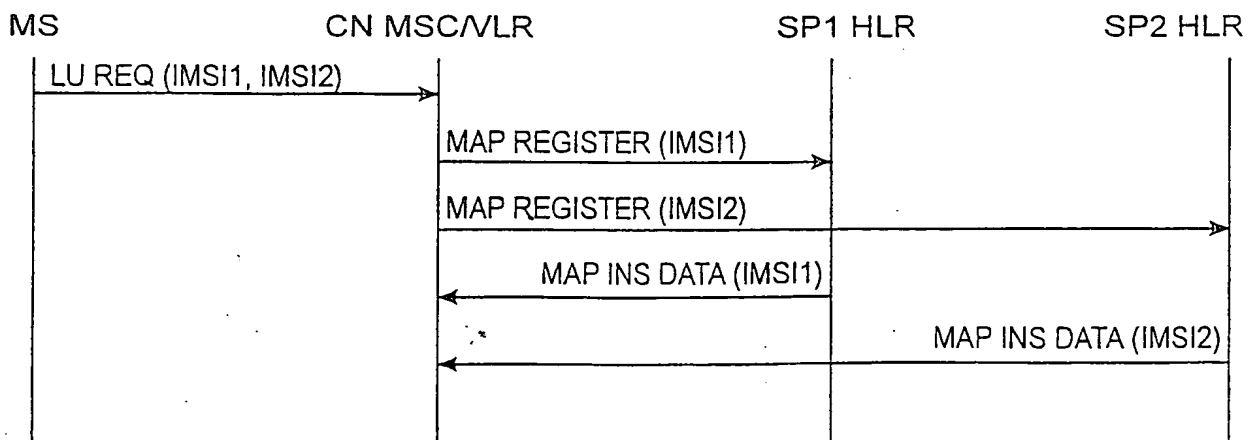 MS CN MSC/VLR SP1 HLR SP2 HLR
LU REQ (IMSI1, IMSI2)
MAP REGISTER (IMSI1)
MAP REGISTER (IMSI2)
MAP INS DATA (IMSI1)
MAP INS DATA (IMSI2)